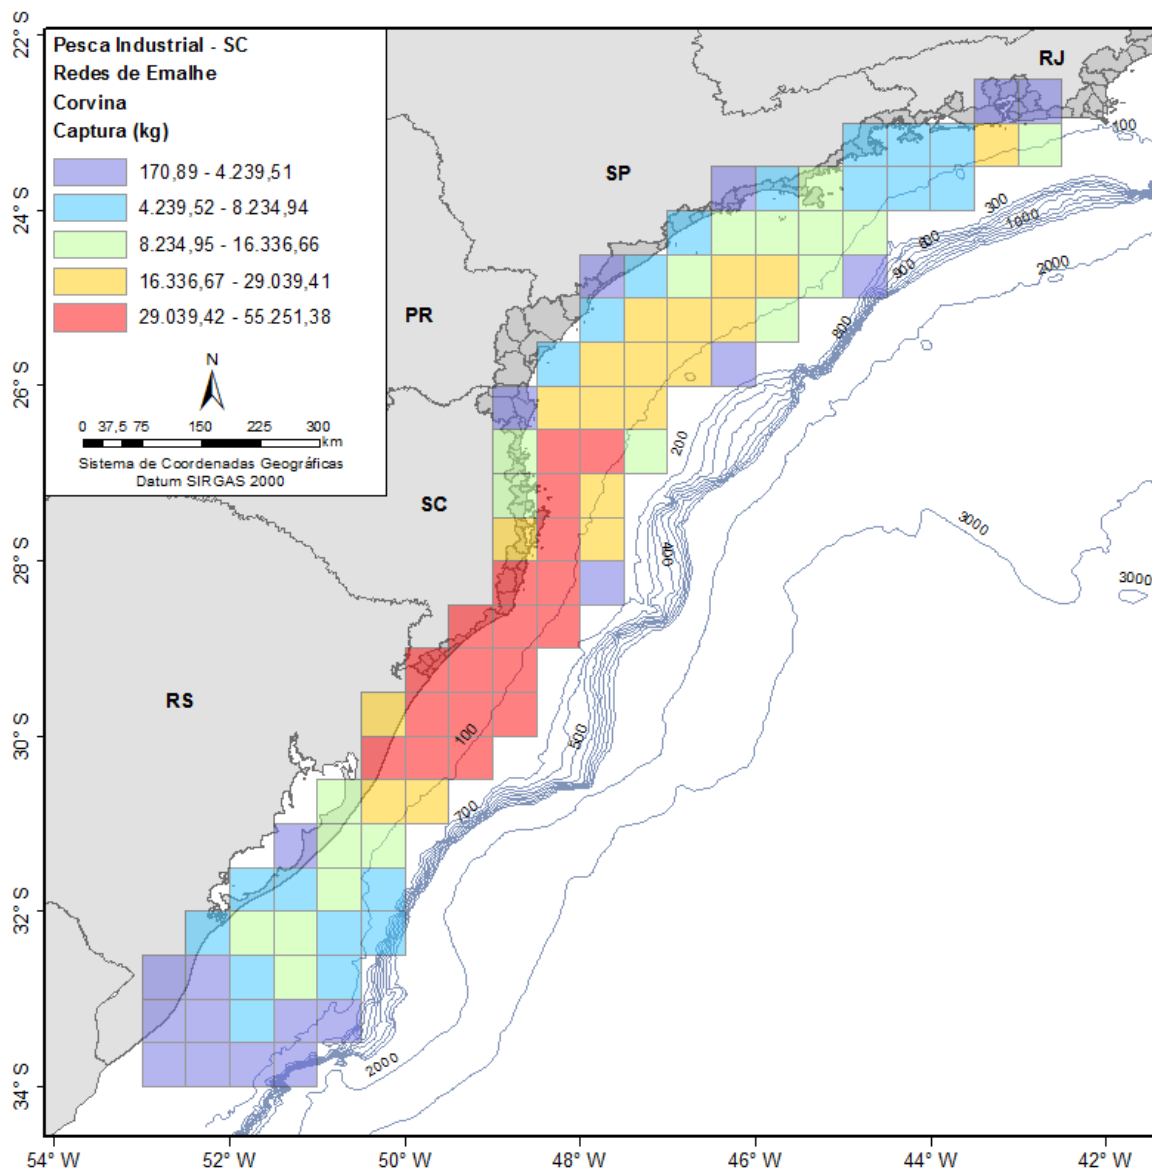 Pesca Industrial - SC
Redes de Emalhe
Corvina
Captura (kg)
170,89 - 4.239,51
4.239,52 - 8.234,94
8.234,95 - 16.336,66
16.336,67 - 29.039,41
29.039,42 - 55.251,38
N
0 37,5 75 150 225 300
km
Sistema de Coordenadas Geográficas
Datum SIRGAS 2000
RJ
SP
PR
SC
RS
100
300
1000
600
900
2000
800
200
400
3000
3000
100
500
700
2000
22° S
24° S
26° S
28° S
30° S
32° S
34° S
54° W
52° W
50° W
48° W
46° W
44° W
42° W